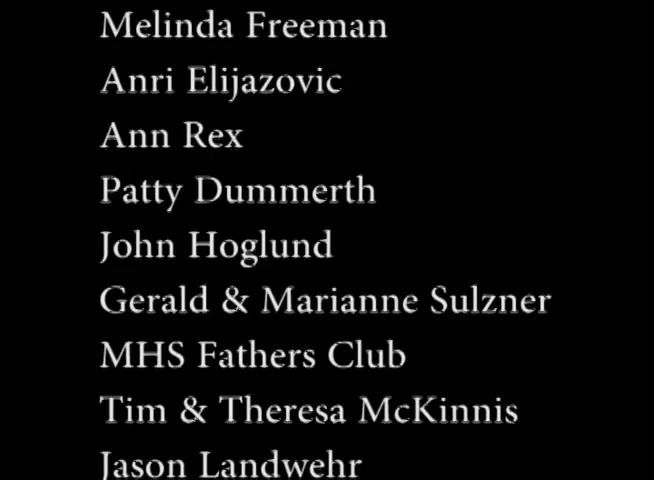 Melinda Freeman
Anri Elijazovic
Ann Rex
Patty Dummerth
John Hoglund
Gerald & Marianne Sulzner
MHS Fathers Club
Tim & Theresa McKinnis
Jason Landwehr